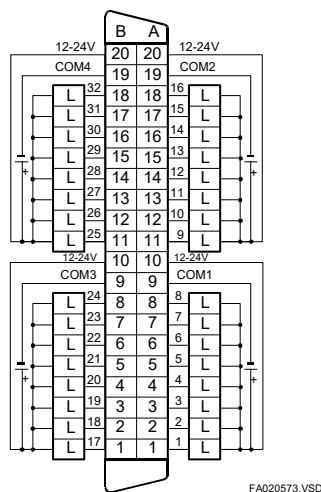 B A
12-24V 20 20 12-24V
COM4 19 19 COM2
L 32 18 18 16 L
L 31 17 17 15 L
L 30 16 16 14 L
L 29 15 15 13 L
L 28 14 14 12 L
L 27 13 13 11 L
L 26 12 12 10 L
L 25 11 11 9 L
12-24V 10 10 12-24V
COM3 9 9 COM1
L 24 8 8 8 L
L 23 7 7 7 L
L 22 6 6 6 L
L 21 5 5 5 L
L 20 4 4 4 L
L 19 3 3 3 L
L 18 2 2 2 L
L 17 1 1 1 L
+ +
+ +
FA020573.VSD